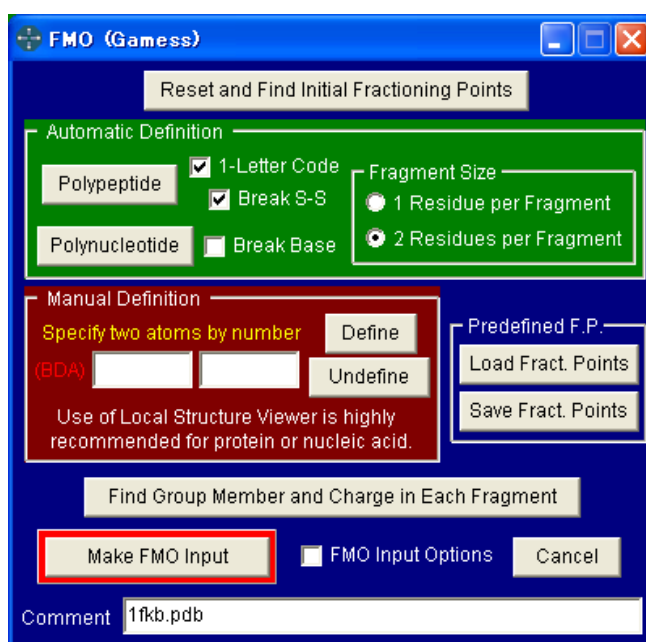 FMO (Gamess)
Reset and Find Initial Fractioning Points
Automatic Definition
Polypeptide
1-Letter Code
Break S-S
Polynucleotide
Break Base
Fragment Size
1 Residue per Fragment
2 Residues per Fragment
Manual Definition
Specify two atoms by number
Define
(BDA)
Undefine
Use of Local Structure Viewer is highly
recommended for protein or nucleic acid.
Predefined F.P.
Load Fract. Points
Save Fract. Points
Find Group Member and Charge in Each Fragment
Make FMO Input
FMO Input Options
Cancel
Comment 1fkb.pdb